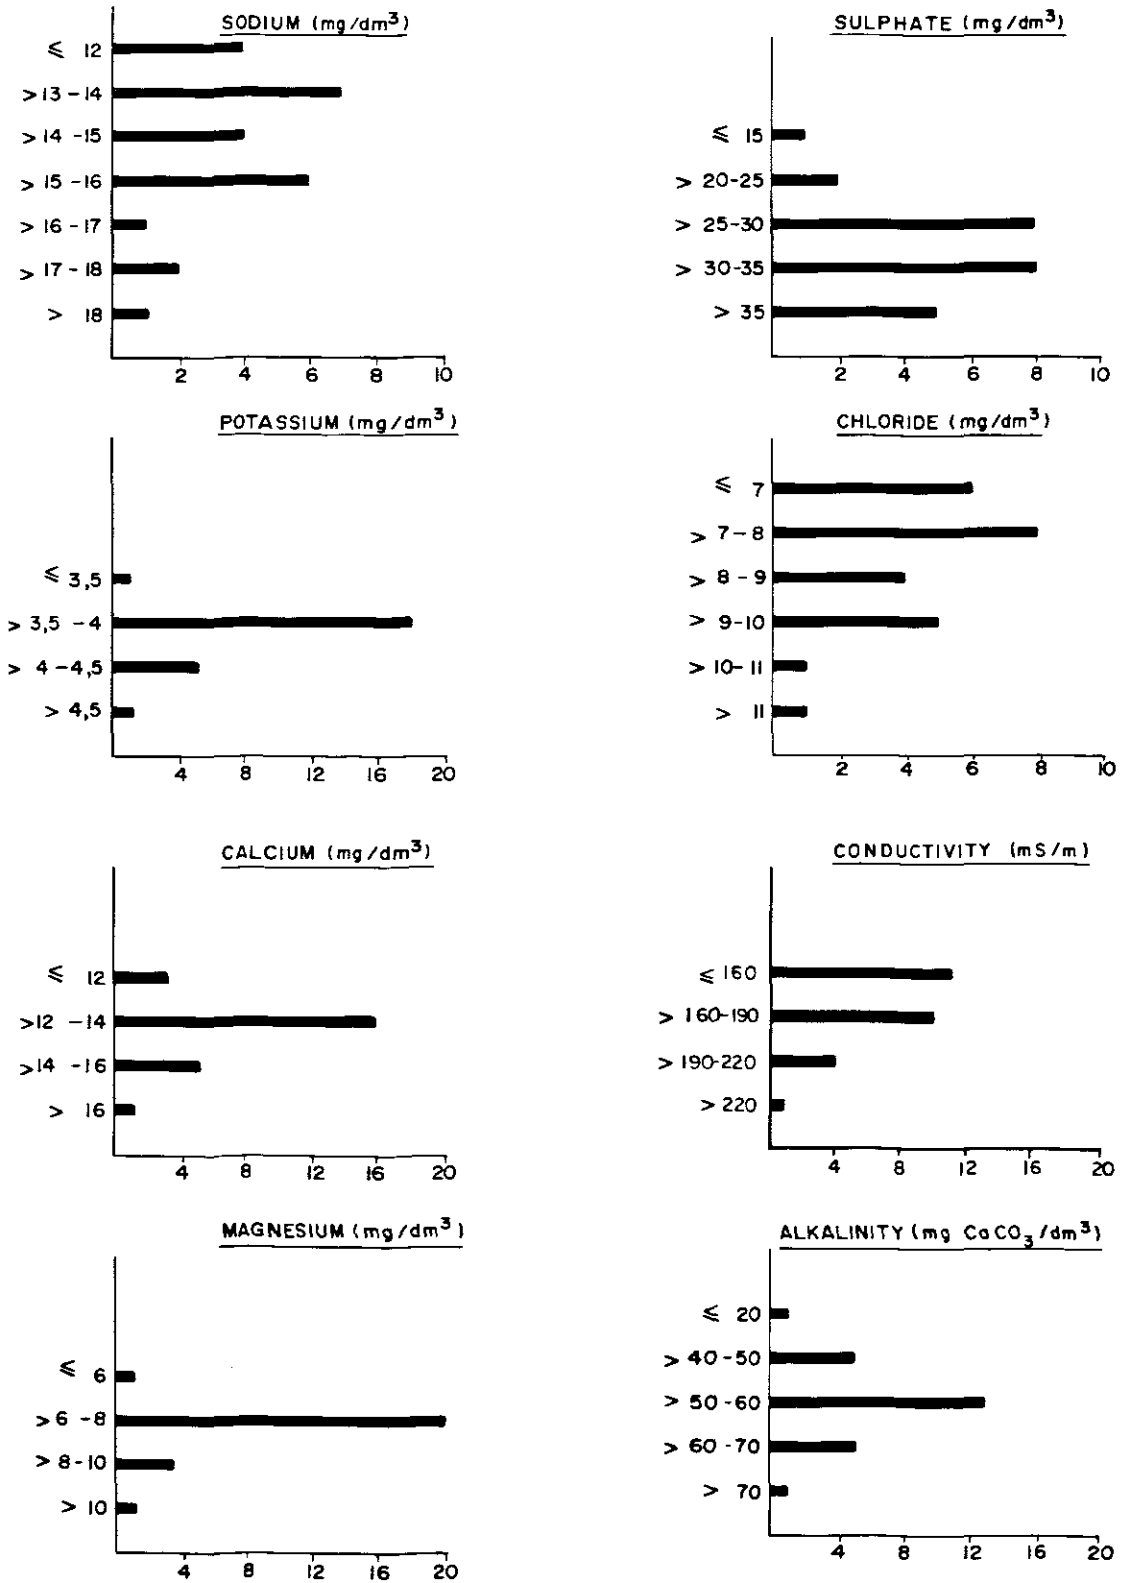 SODIUM (mg/dm³)
≤ 12
> 13 - 14
> 14 - 15
> 15 - 16
> 16 - 17
> 17 - 18
> 18
2 4 6 8 10
SULPHATE (mg/dm³)
≤ 15
> 20-25
> 25-30
> 30-35
> 35
2 4 6 8 10
POTASSIUM (mg/dm³)
≤ 3,5
> 3,5 - 4
> 4 - 4,5
> 4,5
4 8 12 16 20
CHLORIDE (mg/dm³)
≤ 7
> 7 - 8
> 8 - 9
> 9-10
> 10- 11
> 11
2 4 6 8 10
CALCIUM (mg/dm³)
≤ 12
>12 -14
>14 -16
> 16
4 8 12 16 20
CONDUCTIVITY (mS/m)
≤ 160
> 160-190
> 190-220
> 220
4 8 12 16 20
MAGNESIUM (mg/dm³)
≤ 6
>6 -8
> 8-10
> 10
4 8 12 16 20
ALKALINITY (mg CaCO₃/dm³)
≤ 20
> 40-50
> 50-60
> 60-70
> 70
4 8 12 16 20